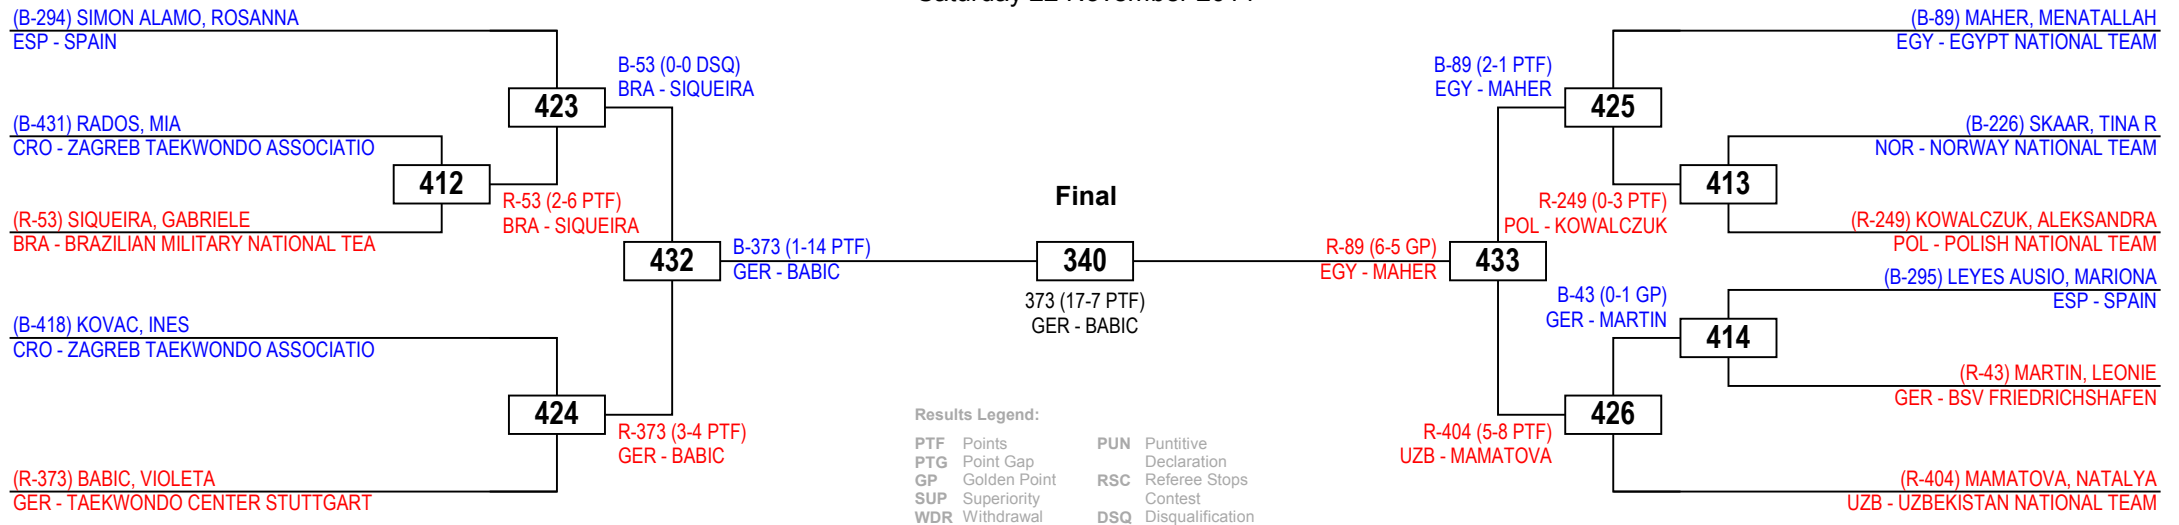 (B-294) SIMON ALAMO, ROSANNA
ESP - SPAIN
B-53 (0-0 DSQ)
BRA - SIQUEIRA
423
(B-431) RADOS, MIA
CRO - ZAGREB TAEKWONDO ASSOCIATIO
412
R-53 (2-6 PTF)
BRA - SIQUEIRA
(R-53) SIQUEIRA, GABRIELE
BRA - BRAZILIAN MILITARY NATIONAL TEA
432
B-373 (1-14 PTF)
GER - BABIC
(B-418) KOVAC, INES
CRO - ZAGREB TAEKWONDO ASSOCIATIO
424
R-373 (3-4 PTF)
GER - BABIC
(R-373) BABIC, VIOLETA
GER - TAEKWONDO CENTER STUTTGART
Final
340
373 (17-7 PTF)
GER - BABIC
Results Legend:
PTF Points
PTG Point Gap
GP Golden Point
SUP Superiority
WDR Withdrawal
PUN Puntitive
Declaration
RSC Referee Stops
Contest
DSQ Disqualification
(B-89) MAHER, MENATALLAH
EGY - EGYPT NATIONAL TEAM
B-89 (2-1 PTF)
EGY - MAHER
425
(B-226) SKAAR, TINA R
NOR - NORWAY NATIONAL TEAM
413
R-249 (0-3 PTF)
POL - KOWALCZUK
(R-249) KOWALCZUK, ALEKSANDRA
POL - POLISH NATIONAL TEAM
R-89 (6-5 GP)
EGY - MAHER
433
(B-295) LEYES AUSIO, MARIONA
ESP - SPAIN
B-43 (0-1 GP)
GER - MARTIN
414
(R-43) MARTIN, LEONIE
GER - BSV FRIEDRICHSHAFEN
426
R-404 (5-8 PTF)
UZB - MAMATOVA
(R-404) MAMATOVA, NATALYA
UZB - UZBEKISTAN NATIONAL TEAM